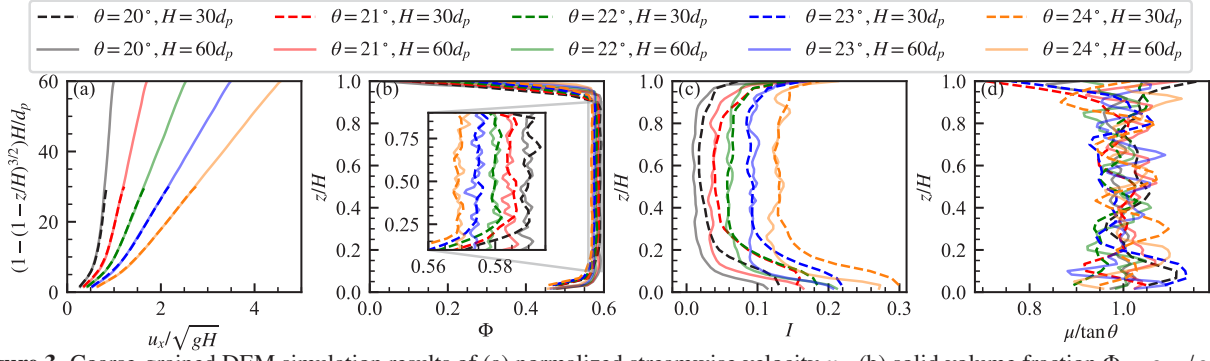 θ = 20°, H = 30d_p θ = 21°, H = 30d_p θ = 22°, H = 30d_p θ = 23°, H = 30d_p θ = 24°, H = 30d_p
θ = 20°, H = 60d_p θ = 21°, H = 60d_p θ = 22°, H = 60d_p θ = 23°, H = 60d_p θ = 24°, H = 60d_p
(a)
60
40
20
0
(1 − (1 − z/H)^{3/2})H/d_p
0 2 4
u_x/√gH
(b)
1.0
0.8
0.6
0.4
0.2
0.0
z/H
0.75
0.50
0.25
0.56 0.58
0.0 0.2 0.4 0.6
Φ
(c)
1.0
0.8
0.6
0.4
0.2
0.0
z/H
0.0 0.1 0.2 0.3
I
(d)
1.0
0.8
0.6
0.4
0.2
0.0
z/H
0.8 1.0
μ/tan θ
DEM simulation results of (a) normalized streamwise velocity (b) solid volume fraction Φ